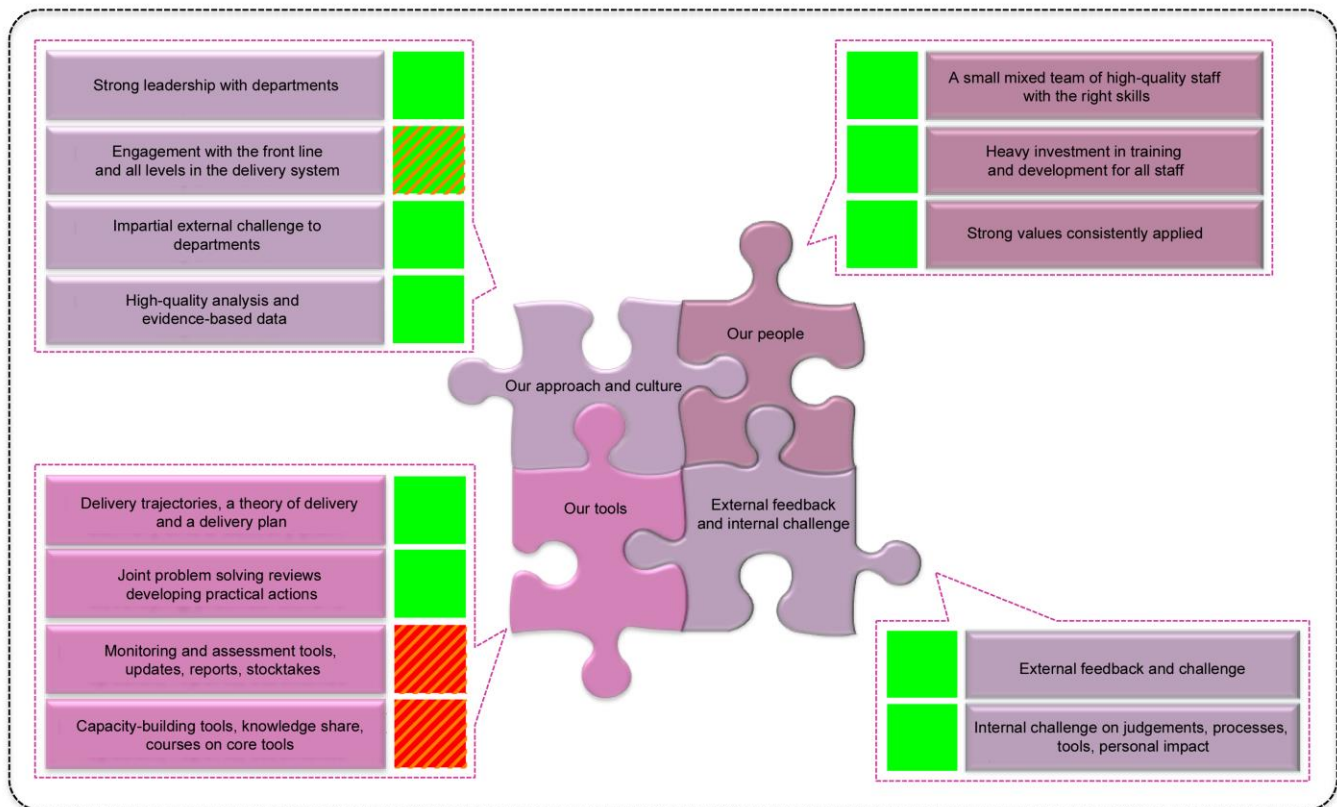 Strong leadership with departments
Engagement with the front line
and all levels in the delivery system
Impartial external challenge to
departments
High-quality analysis and
evidence-based data
A small mixed team of high-quality staff
with the right skills
Heavy investment in training
and development for all staff
Strong values consistently applied
Our people
Our approach and culture
Our tools
External feedback
and internal challenge
Delivery trajectories, a theory of delivery
and a delivery plan
Joint problem solving reviews
developing practical actions
Monitoring and assessment tools,
updates, reports, stocktakes
Capacity-building tools, knowledge share,
courses on core tools
External feedback and challenge
Internal challenge on judgements, processes,
tools, personal impact